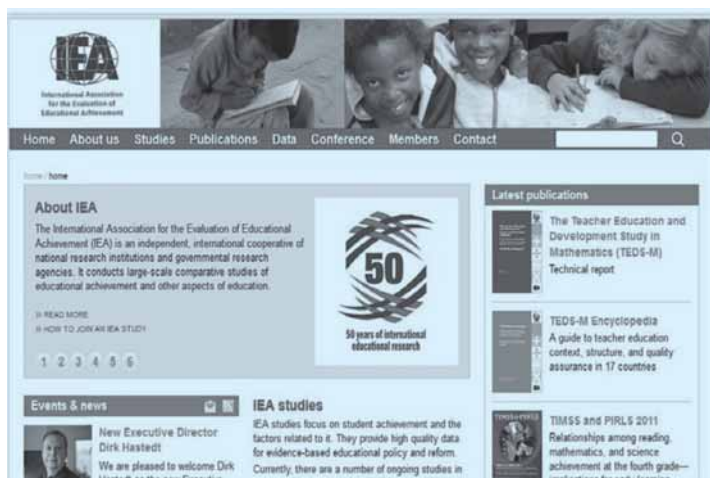 IEA
International Association
for the Evaluation of
Educational Achievement
Home About us Studies Publications Data Conference Members Contact
home / home
About IEA
The International Association for the Evaluation of Educational
Achievement (IEA) is an independent, international cooperative of
national research institutions and governmental research
agencies. It conducts large-scale comparative studies of
educational achievement and other aspects of education.
» READ MORE
» HOW TO JOIN AN IEA STUDY
1 2 3 4 5 6
50
50 years of international
educational research
Latest publications
The Teacher Education and
Development Study in
Mathematics (TEDS-M)
Technical report
TEDS-M Encyclopedia
A guide to teacher education
context, structure, and quality
assurance in 17 countries
TIMSS and PIRLS 2011
Relationships among reading,
mathematics, and science
achievement at the fourth grade—
Events & news
New Executive Director
Dirk Hastedt
We are pleased to welcome Dirk
IEA studies
IEA studies focus on student achievement and the
factors related to it. They provide high quality data
for evidence-based educational policy and reform.
Currently, there are a number of ongoing studies in